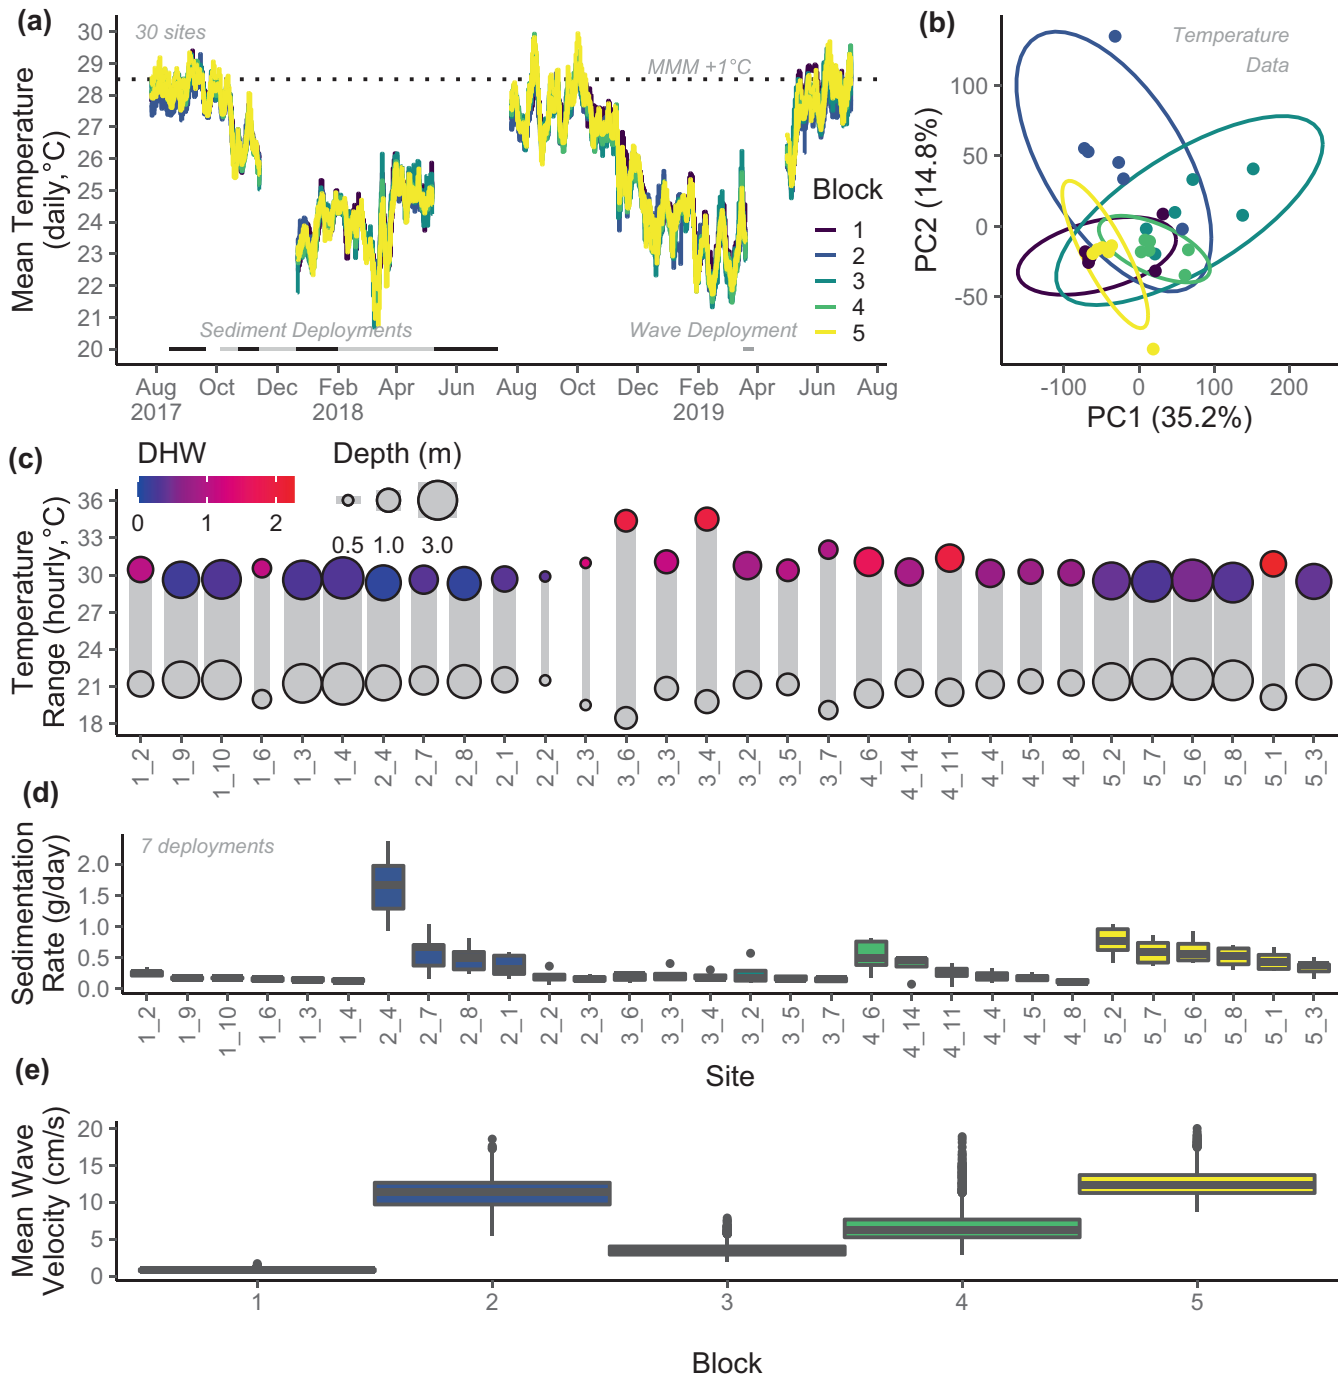 (a)
30 sites
MMM +1°C
Mean Temperature
(daily,°C)
30
29
28
27
26
25
24
23
22
21
20
Sediment Deployments
Wave Deployment
Block
1
2
3
4
5
Aug Oct Dec Feb Apr Jun Aug Oct Dec Feb Apr Jun Aug
2017 2018 2019
(b)
Temperature
Data
PC2 (14.8%)
100
50
0
-50
-100 0 100 200
PC1 (35.2%)
(c)
DHW
0 1 2
Depth (m)
0.5 1.0 3.0
Temperature
Range (hourly,°C)
36
33
30
27
24
21
18
1_2 1_9 1_10 1_6 1_3 1_4 2_4 2_7 2_8 2_1 2_2 2_3 3_6 3_3 3_4 3_2 3_5 3_7 4_6 4_14 4_11 4_4 4_5 4_8 5_2 5_7 5_6 5_8 5_1 5_3
(d)
7 deployments
Sedimentation
Rate (g/day)
2.0
1.5
1.0
0.5
0.0
1_2 1_9 1_10 1_6 1_3 1_4 2_4 2_7 2_8 2_1 2_2 2_3 3_6 3_3 3_4 3_2 3_5 3_7 4_6 4_14 4_11 4_4 4_5 4_8 5_2 5_7 5_6 5_8 5_1 5_3
Site
(e)
Mean Wave
Velocity (cm/s)
20
15
10
5
0
1 2 3 4 5
Block